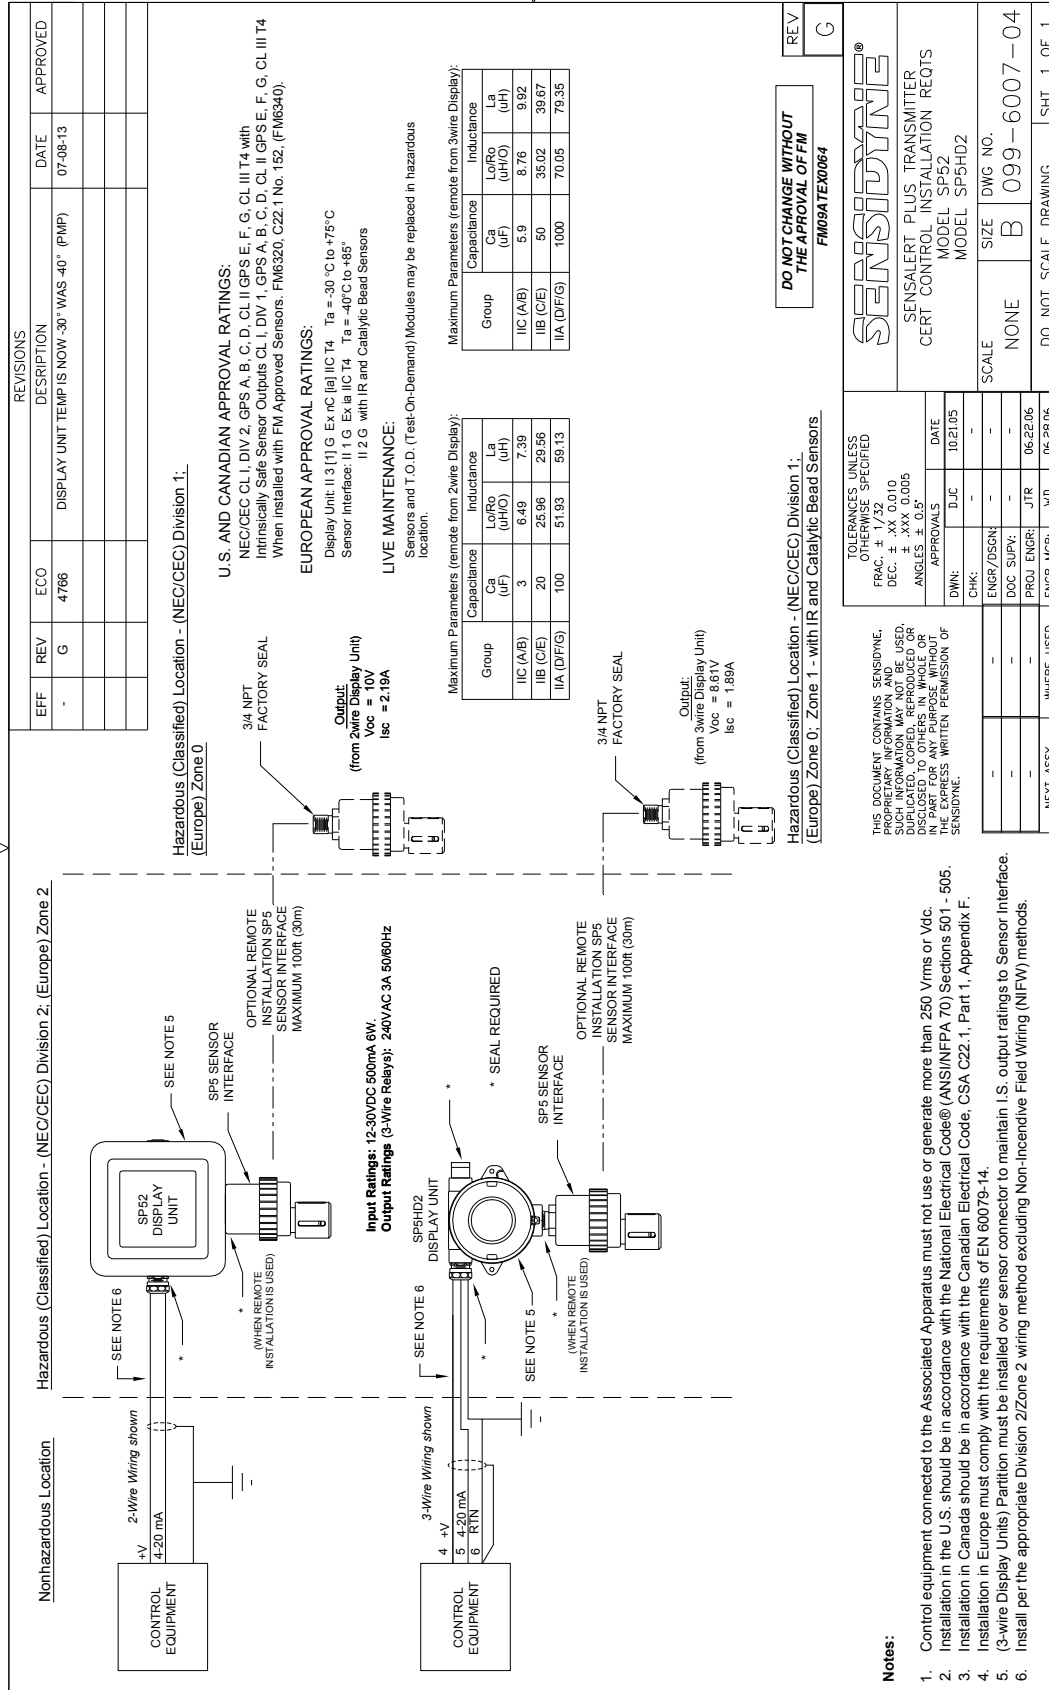 REVISIONS
EFF REV ECO DESRIPTION DATE APPROVED
- G 4766 DISPLAY UNIT TEMP IS NOW -30° WAS -40° (PMP) 07-08-13
Nonhazardous Location
Hazardous (Classified) Location - (NEC/CEC) Division 2; (Europe) Zone 2
Hazardous (Classified) Location - (NEC/CEC) Division 1;
(Europe) Zone 0
2-Wire Wiring shown
+V
4-20 mA
CONTROL
EQUIPMENT
SEE NOTE 6
*
SP52
DISPLAY
UNIT
SEE NOTE 5
SP5 SENSOR
INTERFACE
*
(WHEN REMOTE
INSTALLATION IS USED)
OPTIONAL REMOTE
INSTALLATION SP5
SENSOR INTERFACE
MAXIMUM 100ft (30m)
3/4 NPT
FACTORY SEAL
Output:
(from 2wire Display Unit)
Voc = 10V
Isc = 2.19A
Input Ratings: 12-30VDC 500mA 6W.
Output Ratings (3-Wire Relays): 240VAC 3A 50/60Hz
3-Wire Wiring shown
4 +V
5 4-20 mA
6 RTN
CONTROL
EQUIPMENT
SEE NOTE 6
*
SP5HD2
DISPLAY UNIT
*
* SEAL REQUIRED
SEE NOTE 5
SP5 SENSOR
INTERFACE
*
(WHEN REMOTE
INSTALLATION IS USED)
OPTIONAL REMOTE
INSTALLATION SP5
SENSOR INTERFACE
MAXIMUM 100ft (30m)
3/4 NPT
FACTORY SEAL
Output:
(from 3wire Display Unit)
Voc = 8.61V
Isc = 1.89A
Hazardous (Classified) Location - (NEC/CEC) Division 1;
(Europe) Zone 0; Zone 1 - with IR and Catalytic Bead Sensors
U.S. AND CANADIAN APPROVAL RATINGS:
NEC/CEC CL I, DIV 2, GPS A, B, C, D, CL II GPS E, F, G, CL III T4 with
Intrinsically Safe Sensor Outputs CL I, DIV 1, GPS A, B, C, D, CL II GPS E, F, G, CL III T4
When installed with FM Approved Sensors. FM6320, C22.1 No. 152, (FM6340).
EUROPEAN APPROVAL RATINGS:
Display Unit: II 3 [1] G Ex nC [ia] IIC T4 Ta = -30 °C to +75°C
Sensor Interface: II 1 G Ex ia IIC T4 Ta = -40°C to +85°
II 2 G with IR and Catalytic Bead Sensors
LIVE MAINTENANCE:
Sensors and T.O.D. (Test-On-Demand) Modules may be replaced in hazardous
location.
Maximum Parameters (remote from 2wire Display):
Group Capacitance Inductance
Ca (uF) Lo/Ro (uH/O) La (uH)
IIC (A/B) 3 6.49 7.39
IIB (C/E) 20 25.96 29.56
IIA (D/F/G) 100 51.93 59.13
Maximum Parameters (remote from 3wire Display):
Group Capacitance Inductance
Ca (uF) Lo/Ro (uH/O) La (uH)
IIC (A/B) 5.9 8.76 9.92
IIB (C/E) 50 35.02 39.67
IIA (D/F/G) 1000 70.05 79.35
REV
G
DO NOT CHANGE WITHOUT
THE APROVAL OF FM
FM09ATEX0064
Notes:
1. Control equipment connected to the Associated Apparatus must not use or generate more than 250 Vrms or Vdc.
2. Installation in the U.S. should be in accordance with the National Electrical Code® (ANSI/NFPA 70) Sections 501 - 505.
3. Installation in Canada should be in accordance with the Canadian Electrical Code, CSA C22.1, Part 1, Appendix F.
4. Installation in Europe must comply with the requirements of EN 60079-14.
5. (3-wire Display Units) Partition must be installed over sensor connector to maintain I.S. output ratings to Sensor Interface.
6. Install per the appropriate Division 2/Zone 2 wiring method excluding Non-Incendive Field Wiring (NIFW) methods.
THIS DOCUMENT CONTAINS SENSIDYNE,
PROPRIETARY INFORMATION AND
SUCH INFORMATION MAY NOT BE USED,
DUPLICATED, COPIED, REPRODUCED OR
DISCLOSED TO OTHERS IN WHOLE OR
IN PART FOR ANY PURPOSE WITHOUT
THE EXPRESS WRITTEN PERMISSION OF
SENSIDYNE.
- -
- -
NEXT ASSY WHERE USED
TOLERANCES UNLESS
OTHERWISE SPECIFIED
FRAC. ± 1/32
DEC. ± .XX 0.010
± .XXX 0.005
ANGLES ± 0.5°
APPROVALS DATE
DWN: DJC 10.21.05
CHK: - -
ENGR/DSGN: - -
DOC SUPV: - -
PROJ ENGR: JTR 06.22.06
ENGR MGR: WD 06.28.06
SENSIDYNE®
SENSALERT PLUS TRANSMITTER
CERT CONTROL INSTALLATION REQTS
MODEL SP52
MODEL SP5HD2
SCALE NONE
SIZE B
DWG NO. 099-6007-04
DO NOT SCALE DRAWING
SHT 1 OF 1